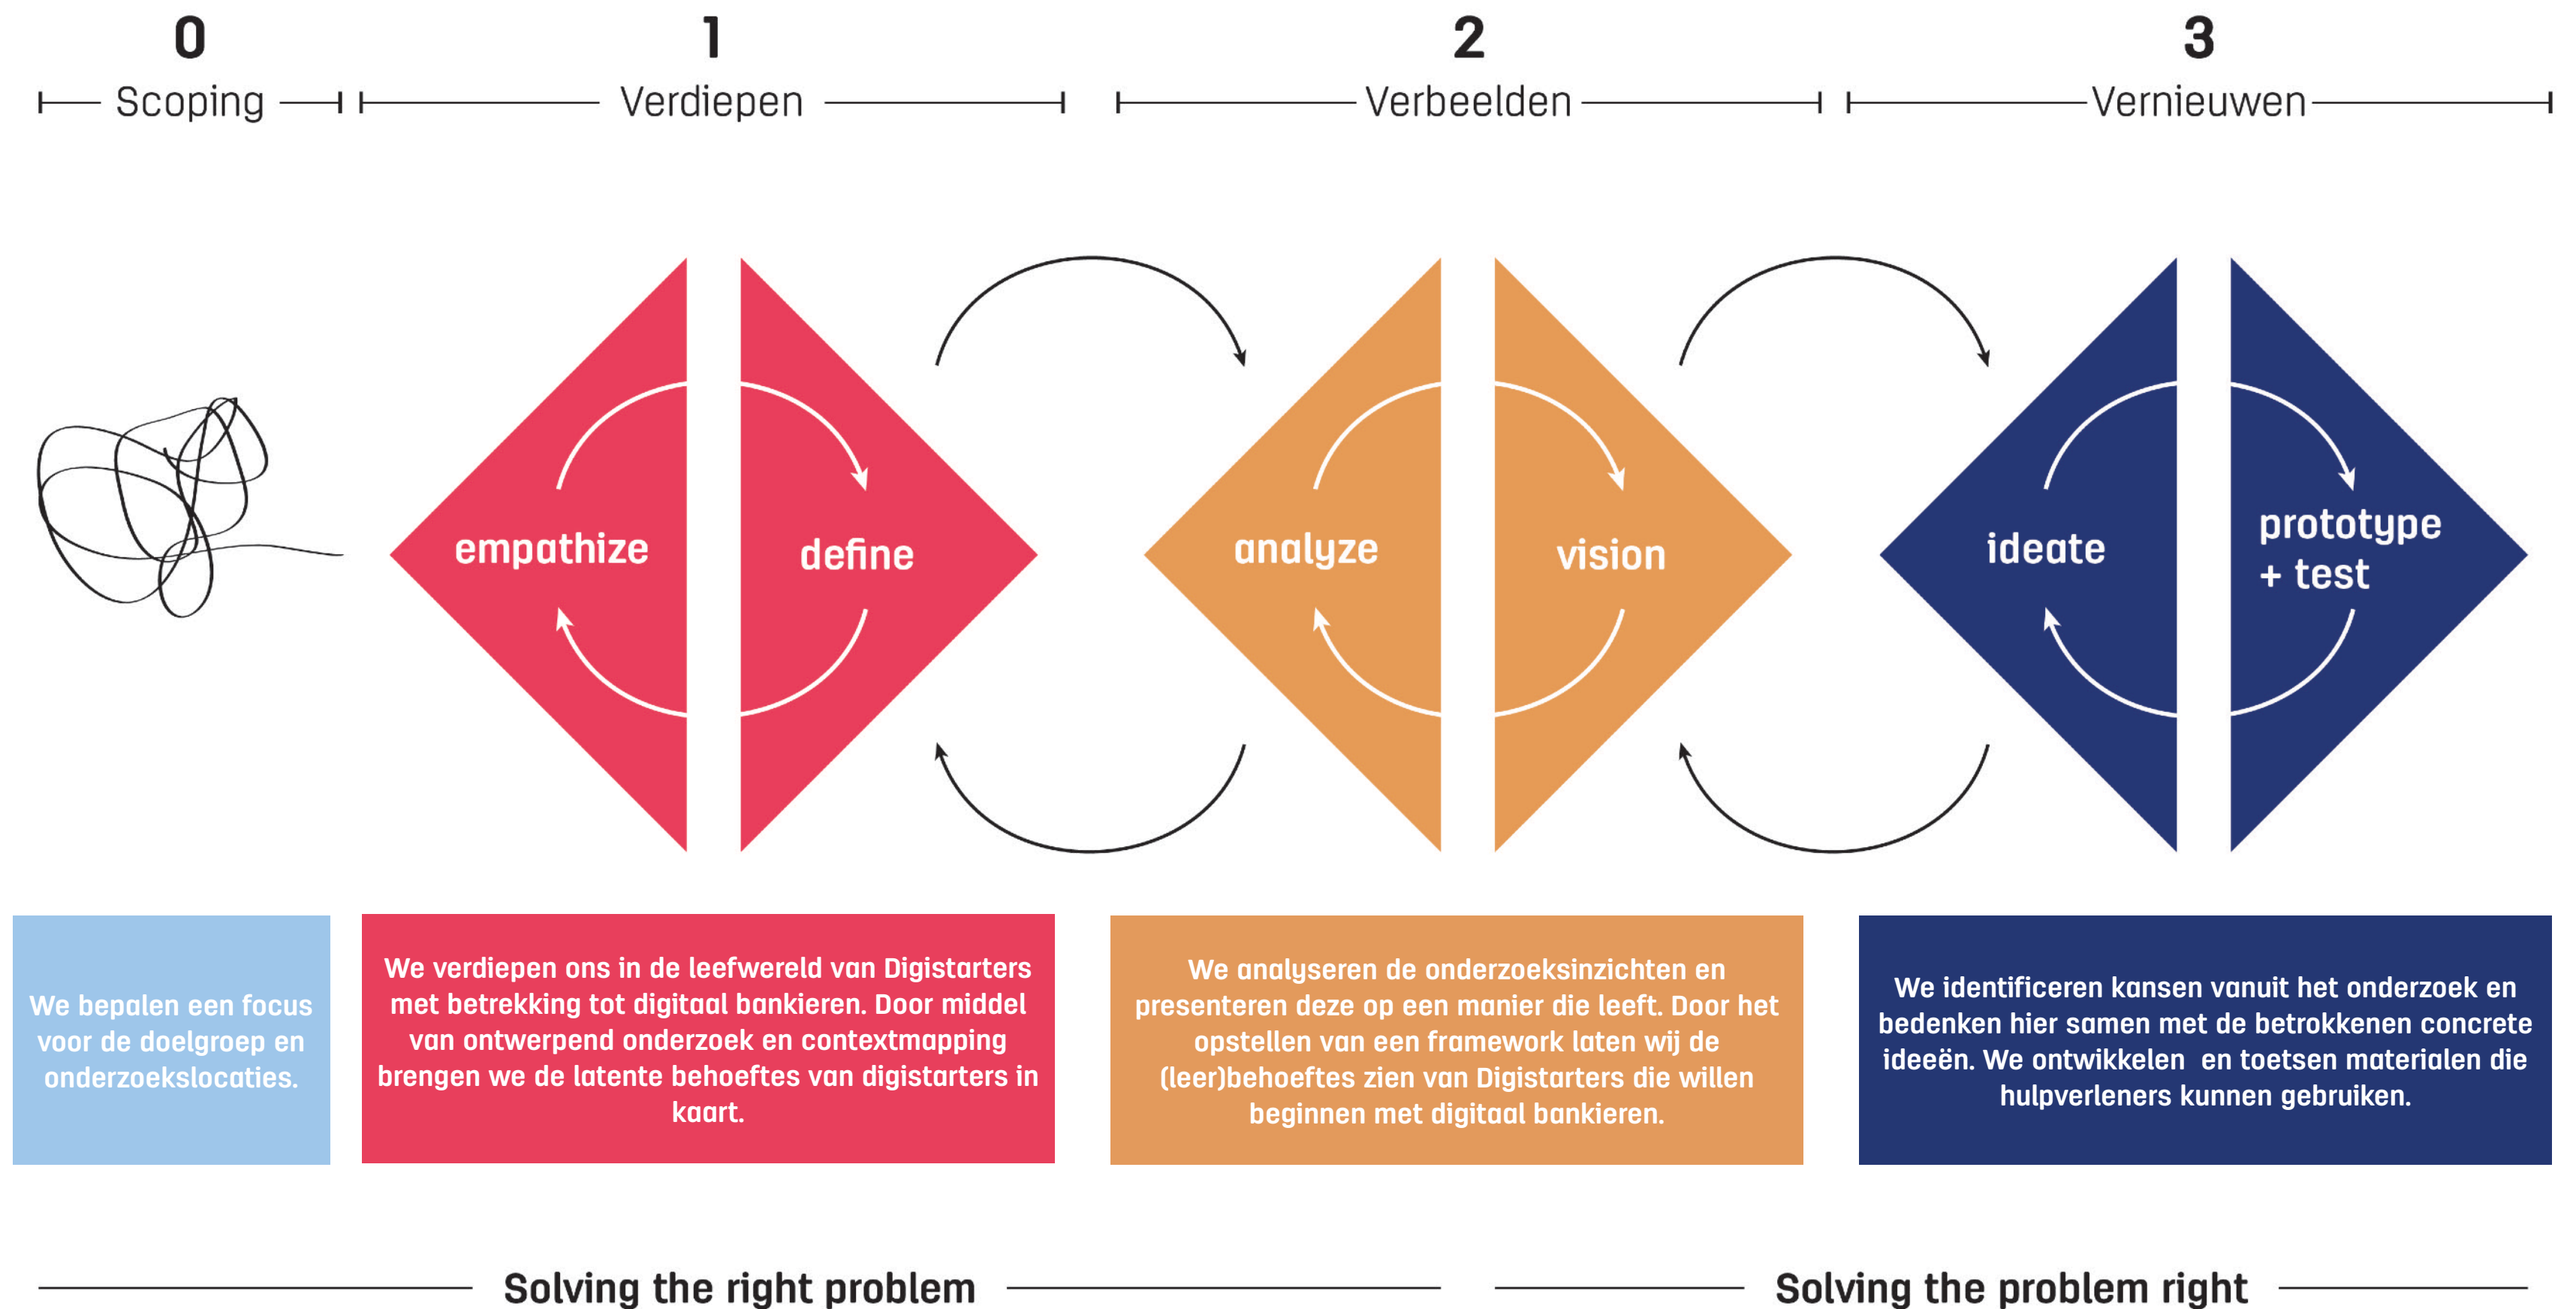 0
Scoping
1
Verdiepen
2
Verbeelden
3
Vernieuwen
empathize
define
analyze
vision
ideate
prototype
+ test
We bepalen een focus
voor de doelgroep en
onderzoekslocaties.
We verdiepen ons in de leefwereld van Digistarters
met betrekking tot digitaal bankieren. Door middel
van ontwerpend onderzoek en contextmapping
brengen we de latente behoeftes van digistarters in
kaart.
We analyseren de onderzoeksinzichten en
presenteren deze op een manier die leeft. Door het
opstellen van een framework laten wij de
(leer)behoeftes zien van Digistarters die willen
beginnen met digitaal bankieren.
We identificeren kansen vanuit het onderzoek en
bedenken hier samen met de betrokkenen concrete
ideeën. We ontwikkelen en toetsen materialen die
hulpverleners kunnen gebruiken.
Solving the right problem
Solving the problem right